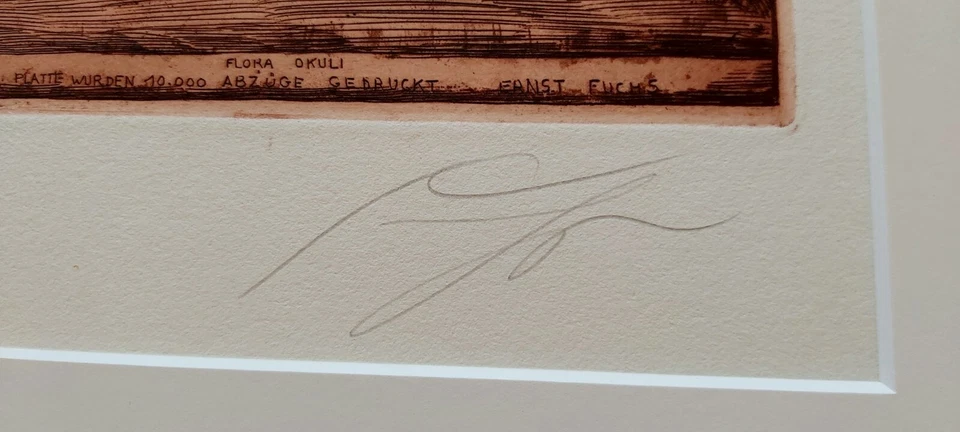 FLORA OKULI
PLATTE WURDEN 10.000 ABZÜGE GEDRUCKT ERNST FUCHS